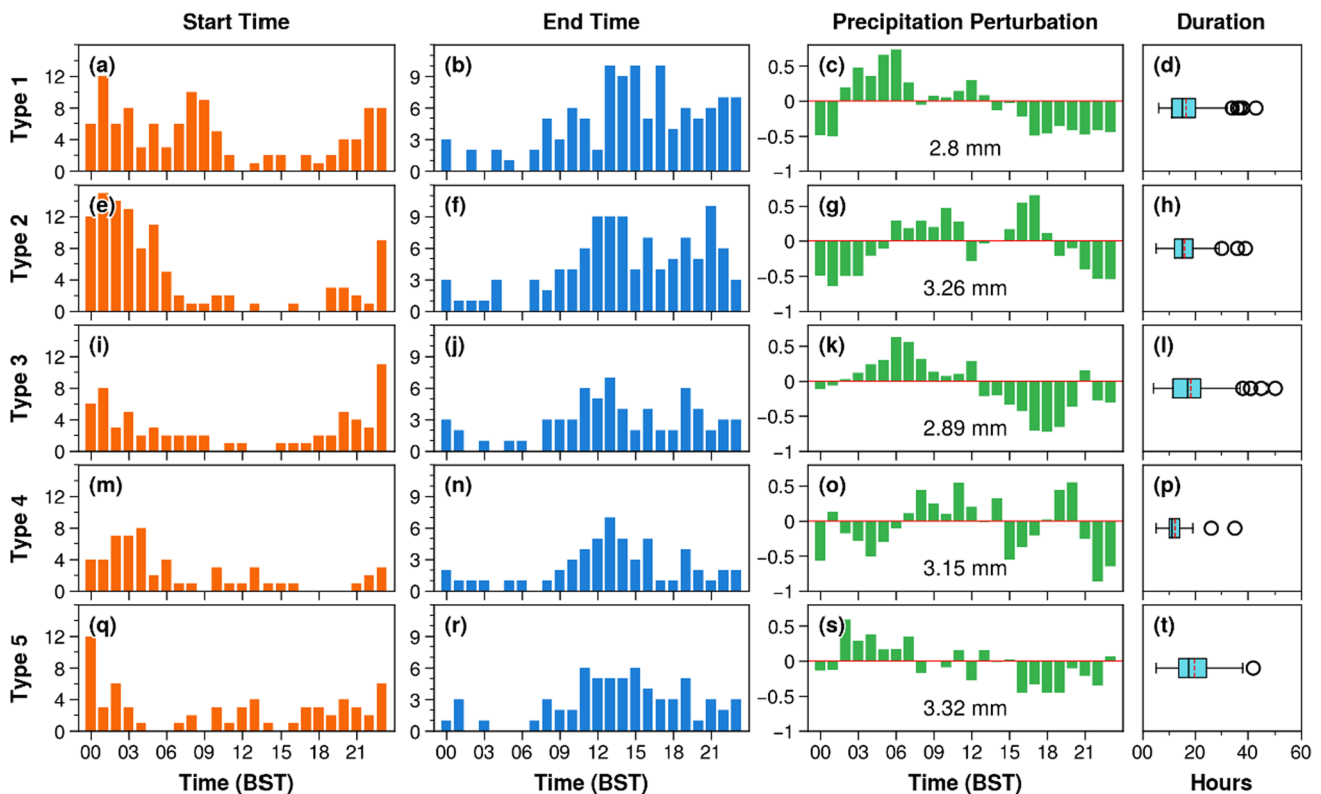 Start Time End Time Precipitation Perturbation Duration
Type 1
(a) (b) (c) (d)
12 8 4 0
9 6 3 0
0.5 0 −0.5 −1
2.8 mm
Type 2
(e) (f) (g) (h)
12 8 4 0
9 6 3 0
0.5 0 −0.5 −1
3.26 mm
Type 3
(i) (j) (k) (l)
12 8 4 0
9 6 3 0
0.5 0 −0.5 −1
2.89 mm
Type 4
(m) (n) (o) (p)
12 8 4 0
9 6 3 0
0.5 0 −0.5 −1
3.15 mm
Type 5
(q) (r) (s) (t)
12 8 4 0
9 6 3 0
0.5 0 −0.5 −1
3.32 mm
00 03 06 09 12 15 18 21
00 03 06 09 12 15 18 21
00 03 06 09 12 15 18 21
00 20 40 60
Time (BST) Time (BST) Time (BST) Hours